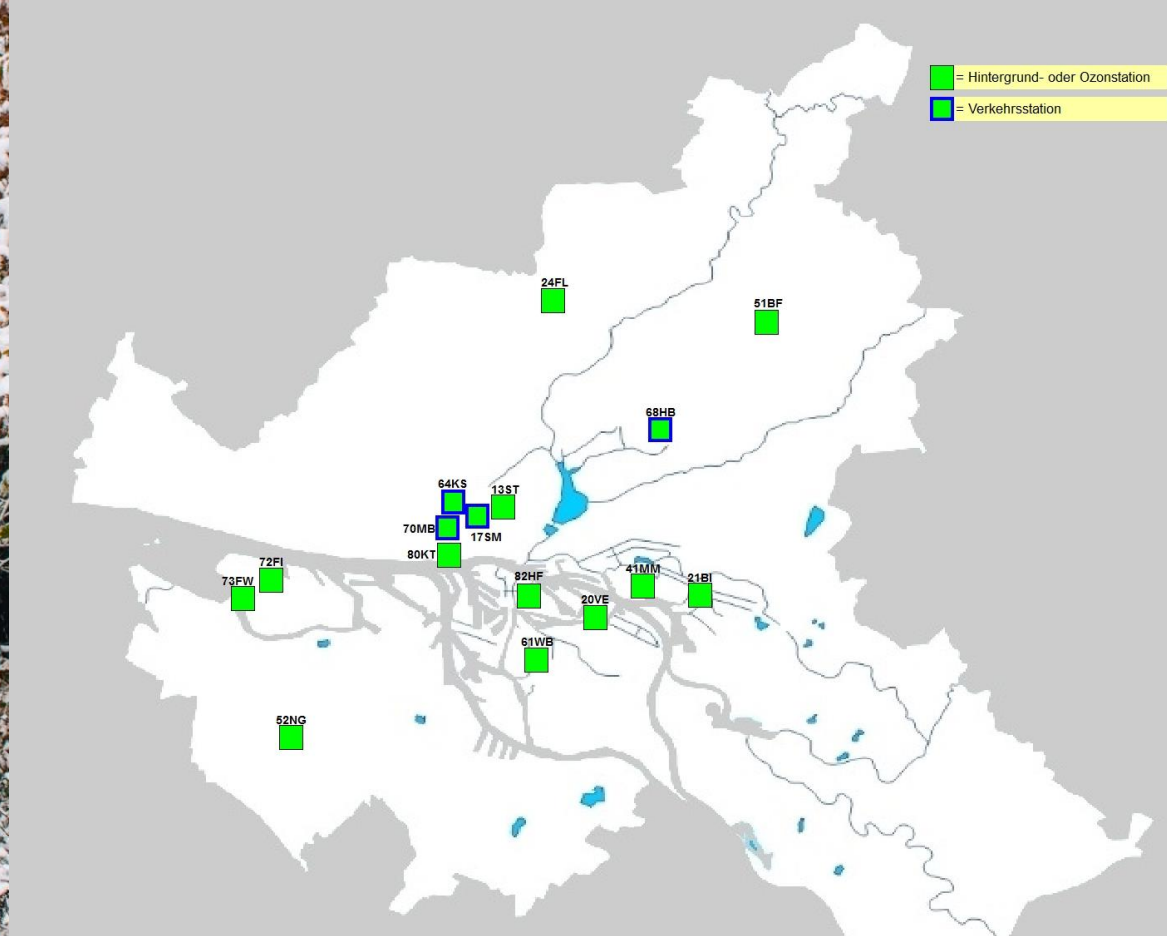 = Hintergrund- oder Ozonstation
= Verkehrsstation
24FL
51BF
68HB
64KS
13ST
70MB
17SM
80KT
72FI
73FW
82HF
41MM
21BI
20VE
61WB
52NG